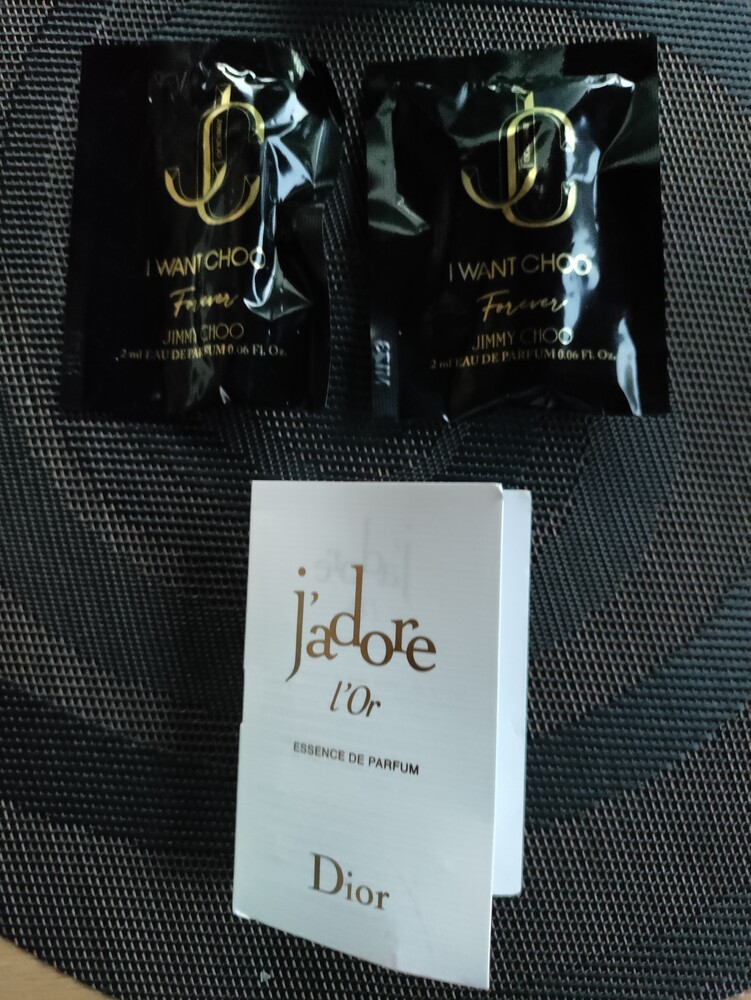 JC
I WANT CHOO
Forever
JIMMY CHOO
2 ml EAU DE PARFUM 0.06 Fl. Oz.
JC
I WANT CHOO
Forever
JIMMY CHOO
2 ml EAU DE PARFUM 0.06 Fl. Oz.
j'adore
l'Or
ESSENCE DE PARFUM
Dior